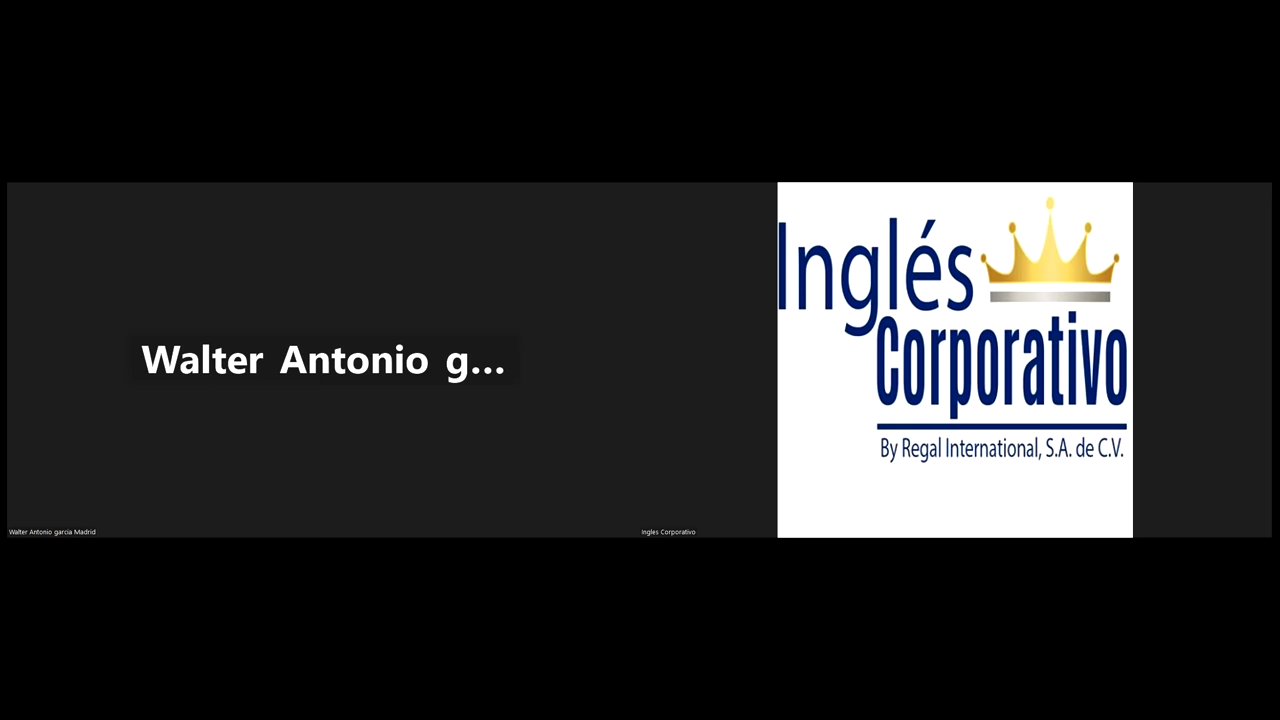 Walter Antonio g...
Walter Antonio garcia Madrid
Inglés
Corporativo
By Regal International, S.A. de C.V.
Ingles Corporativo